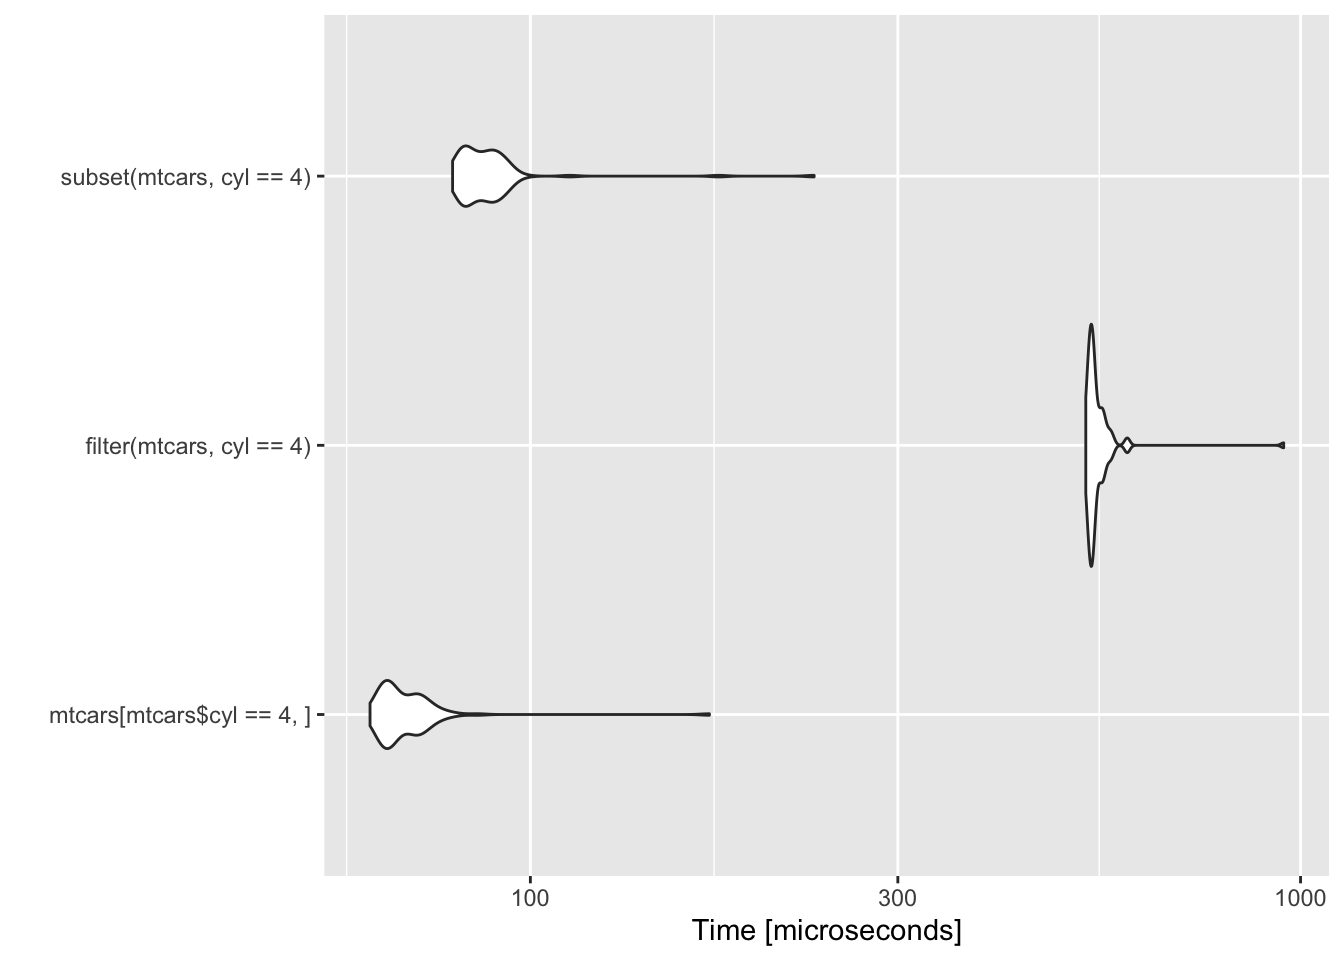 subset(mtcars, cyl == 4)
filter(mtcars, cyl == 4)
mtcars[mtcars$cyl == 4, ]
100 300 1000
Time [microseconds]